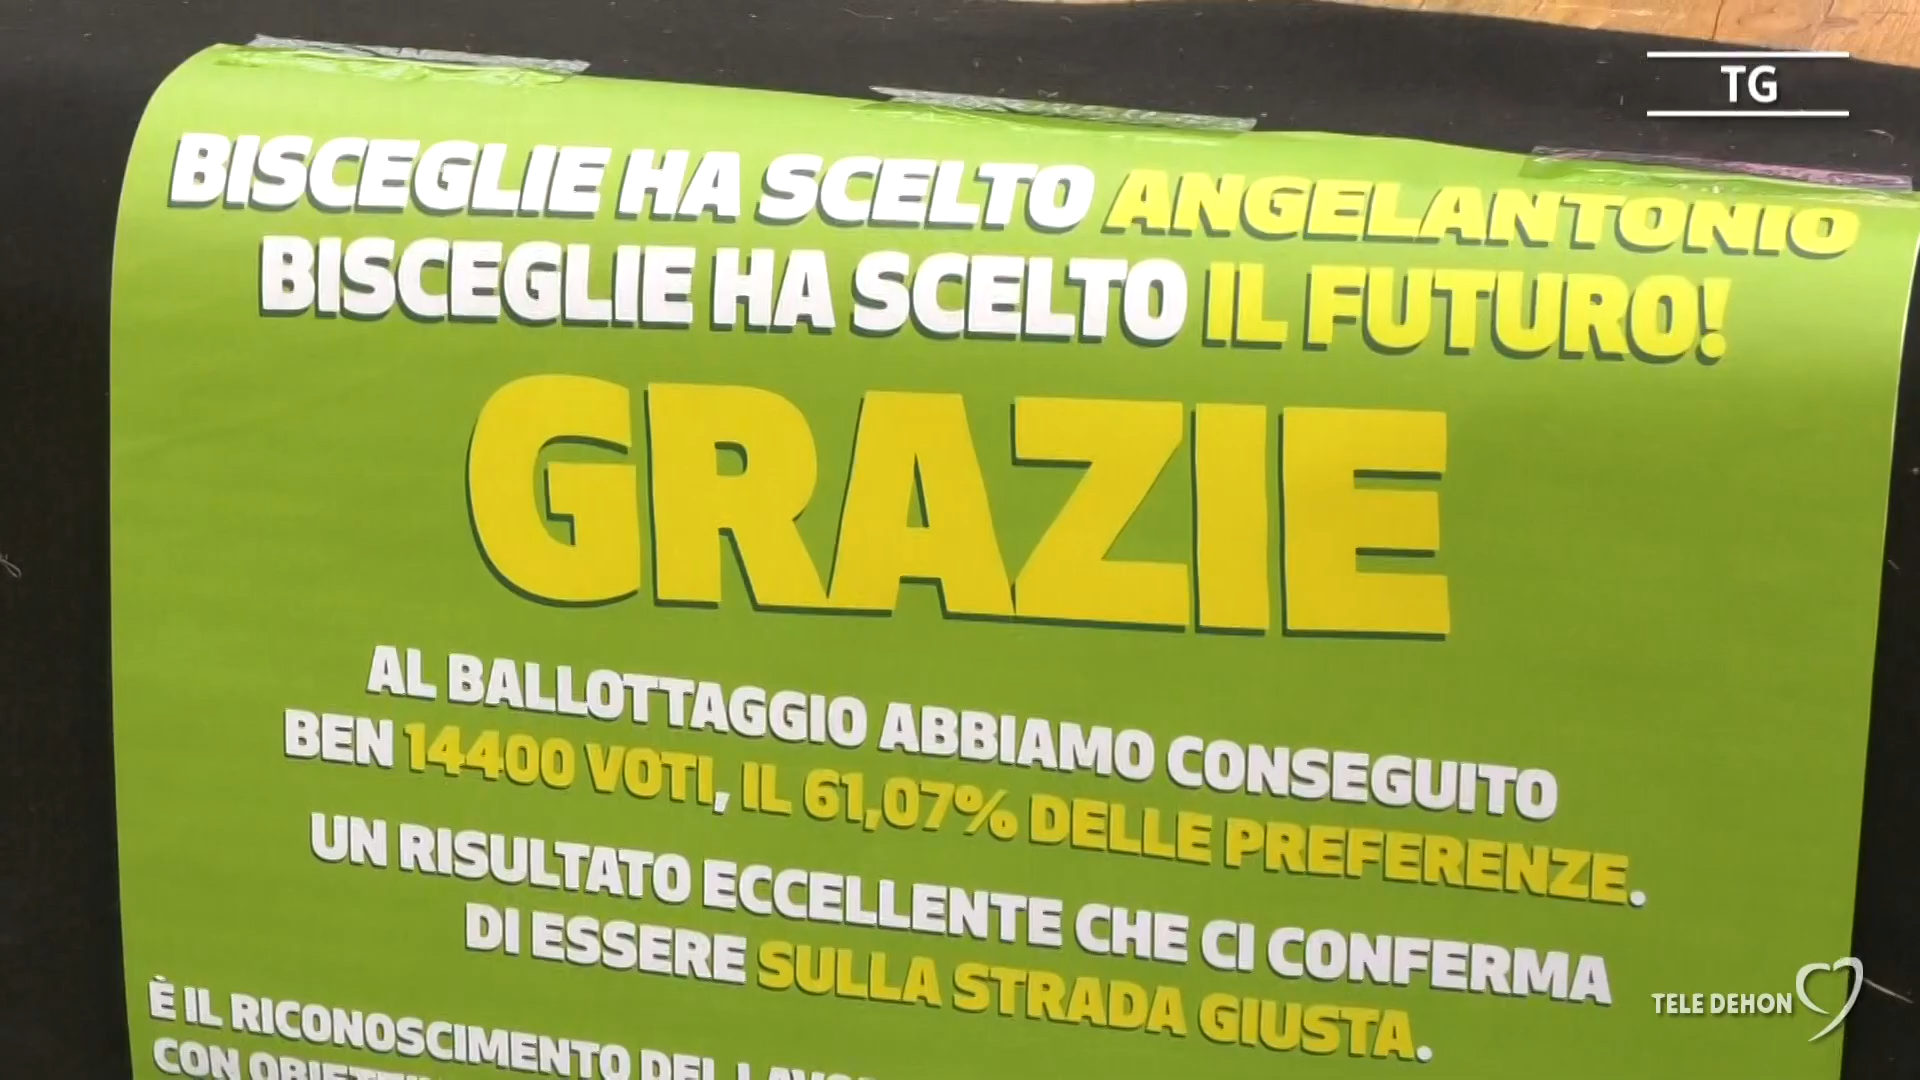 TG
BISCEGLIE HA SCELTO ANGELANTONIO
BISCEGLIE HA SCELTO IL FUTURO!
GRAZIE
AL BALLOTTAGGIO ABBIAMO CONSEGUITO
BEN 14400 VOTI, IL 61,07% DELLE PREFERENZE.
UN RISULTATO ECCELLENTE CHE CI CONFERMA
DI ESSERE SULLA STRADA GIUSTA.
È IL RICONOSCIMENTO DEL
CON
TELE DEHON